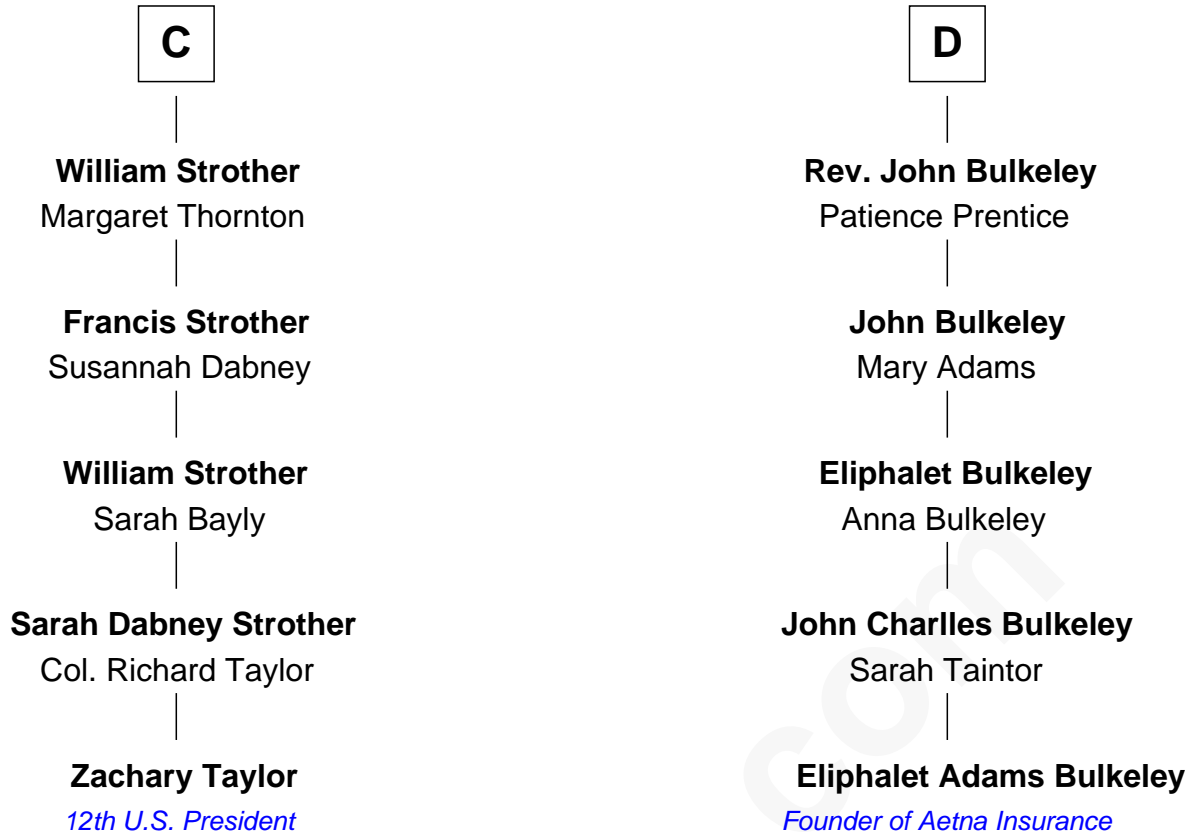 C
William Strother
Margaret Thornton
Francis Strother
Susannah Dabney
William Strother
Sarah Bayly
Sarah Dabney Strother
Col. Richard Taylor
Zachary Taylor
12th U.S. President
D
Rev. John Bulkeley
Patience Prentice
John Bulkeley
Mary Adams
Eliphalet Bulkeley
Anna Bulkeley
John Charlles Bulkeley
Sarah Taintor
Eliphalet Adams Bulkeley
Founder of Aetna Insurance
com